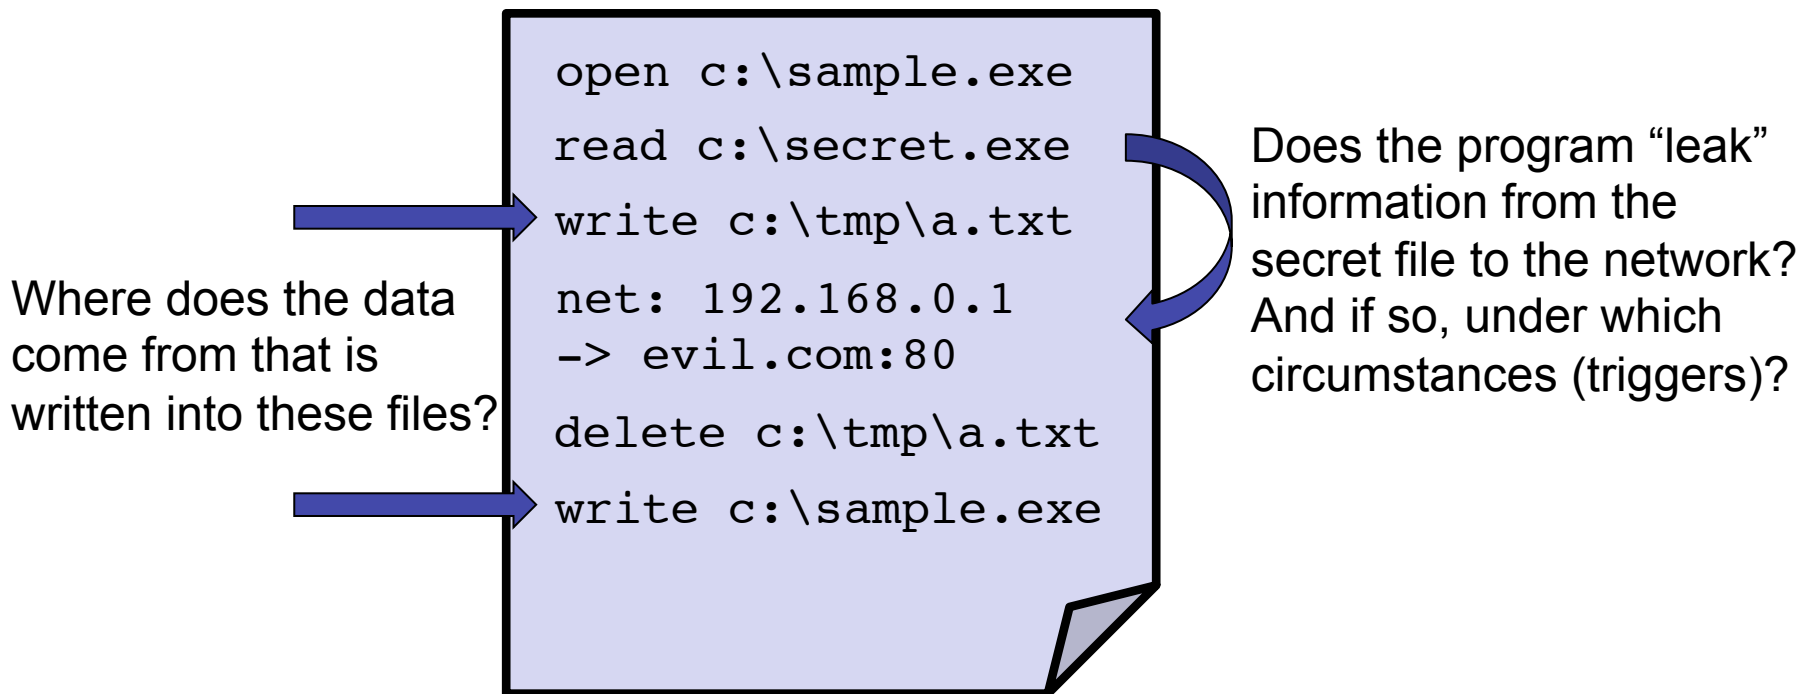 open c:\sample.exe
read c:\secret.exe
write c:\tmp\a.txt
net: 192.168.0.1
-> evil.com:80
delete c:\tmp\a.txt
write c:\sample.exe
Where does the data
come from that is
written into these files?
Does the program “leak”
information from the
secret file to the network?
And if so, under which
circumstances (triggers)?